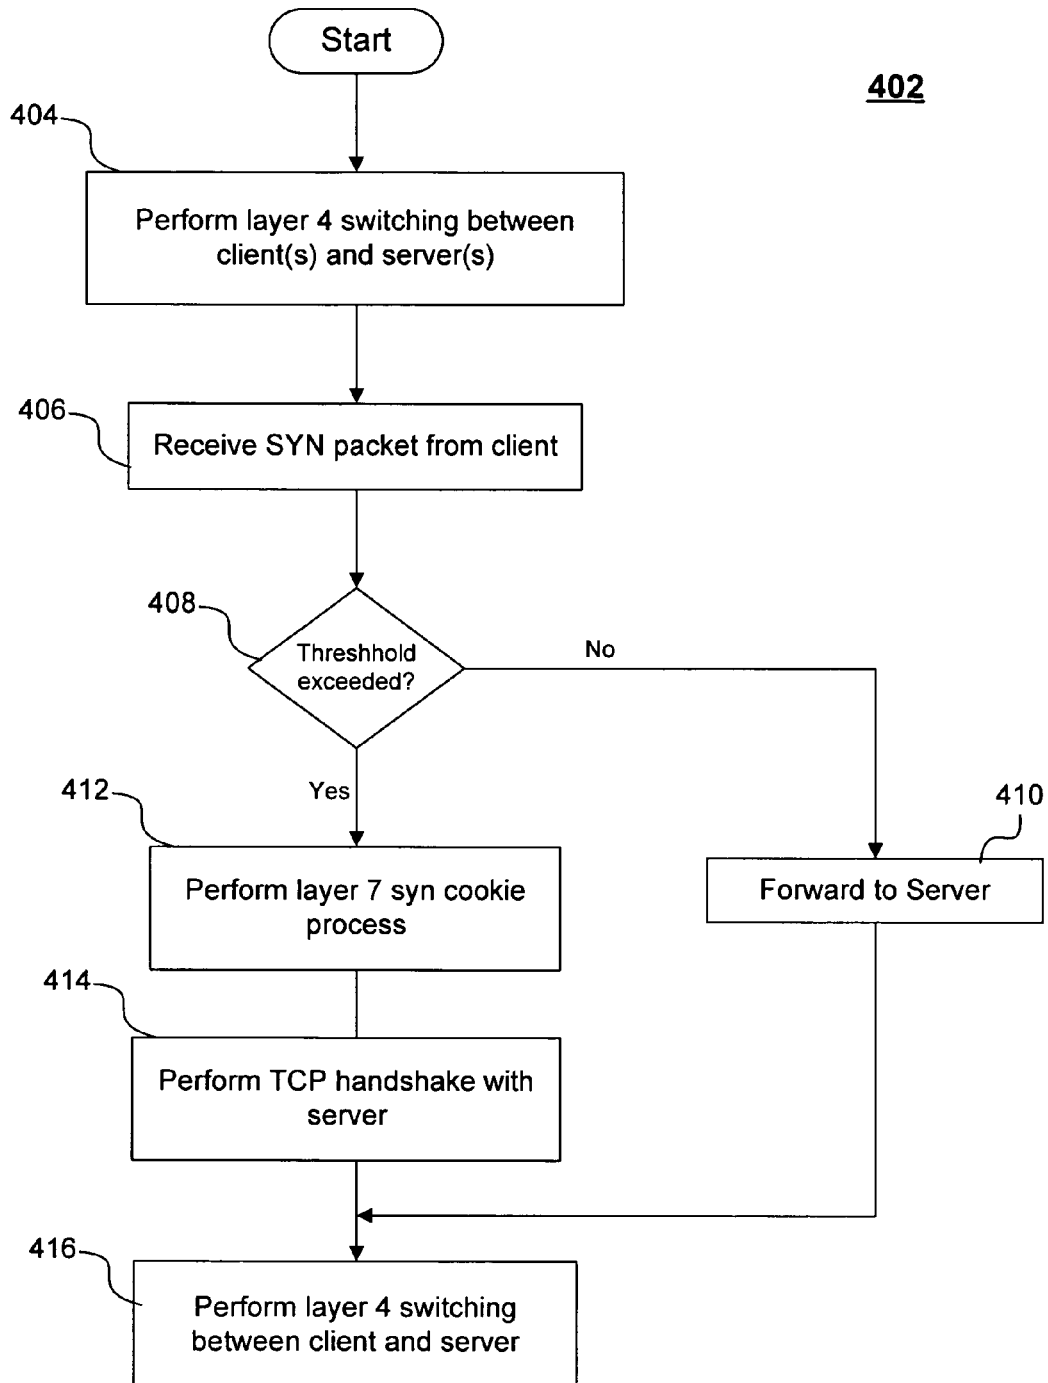 Start
402
404
Perform layer 4 switching between
client(s) and server(s)
406
Receive SYN packet from client
408
Threshhold
exceeded?
No
Yes
412
410
Perform layer 7 syn cookie
process
Forward to Server
414
Perform TCP handshake with
server
416
Perform layer 4 switching
between client and server